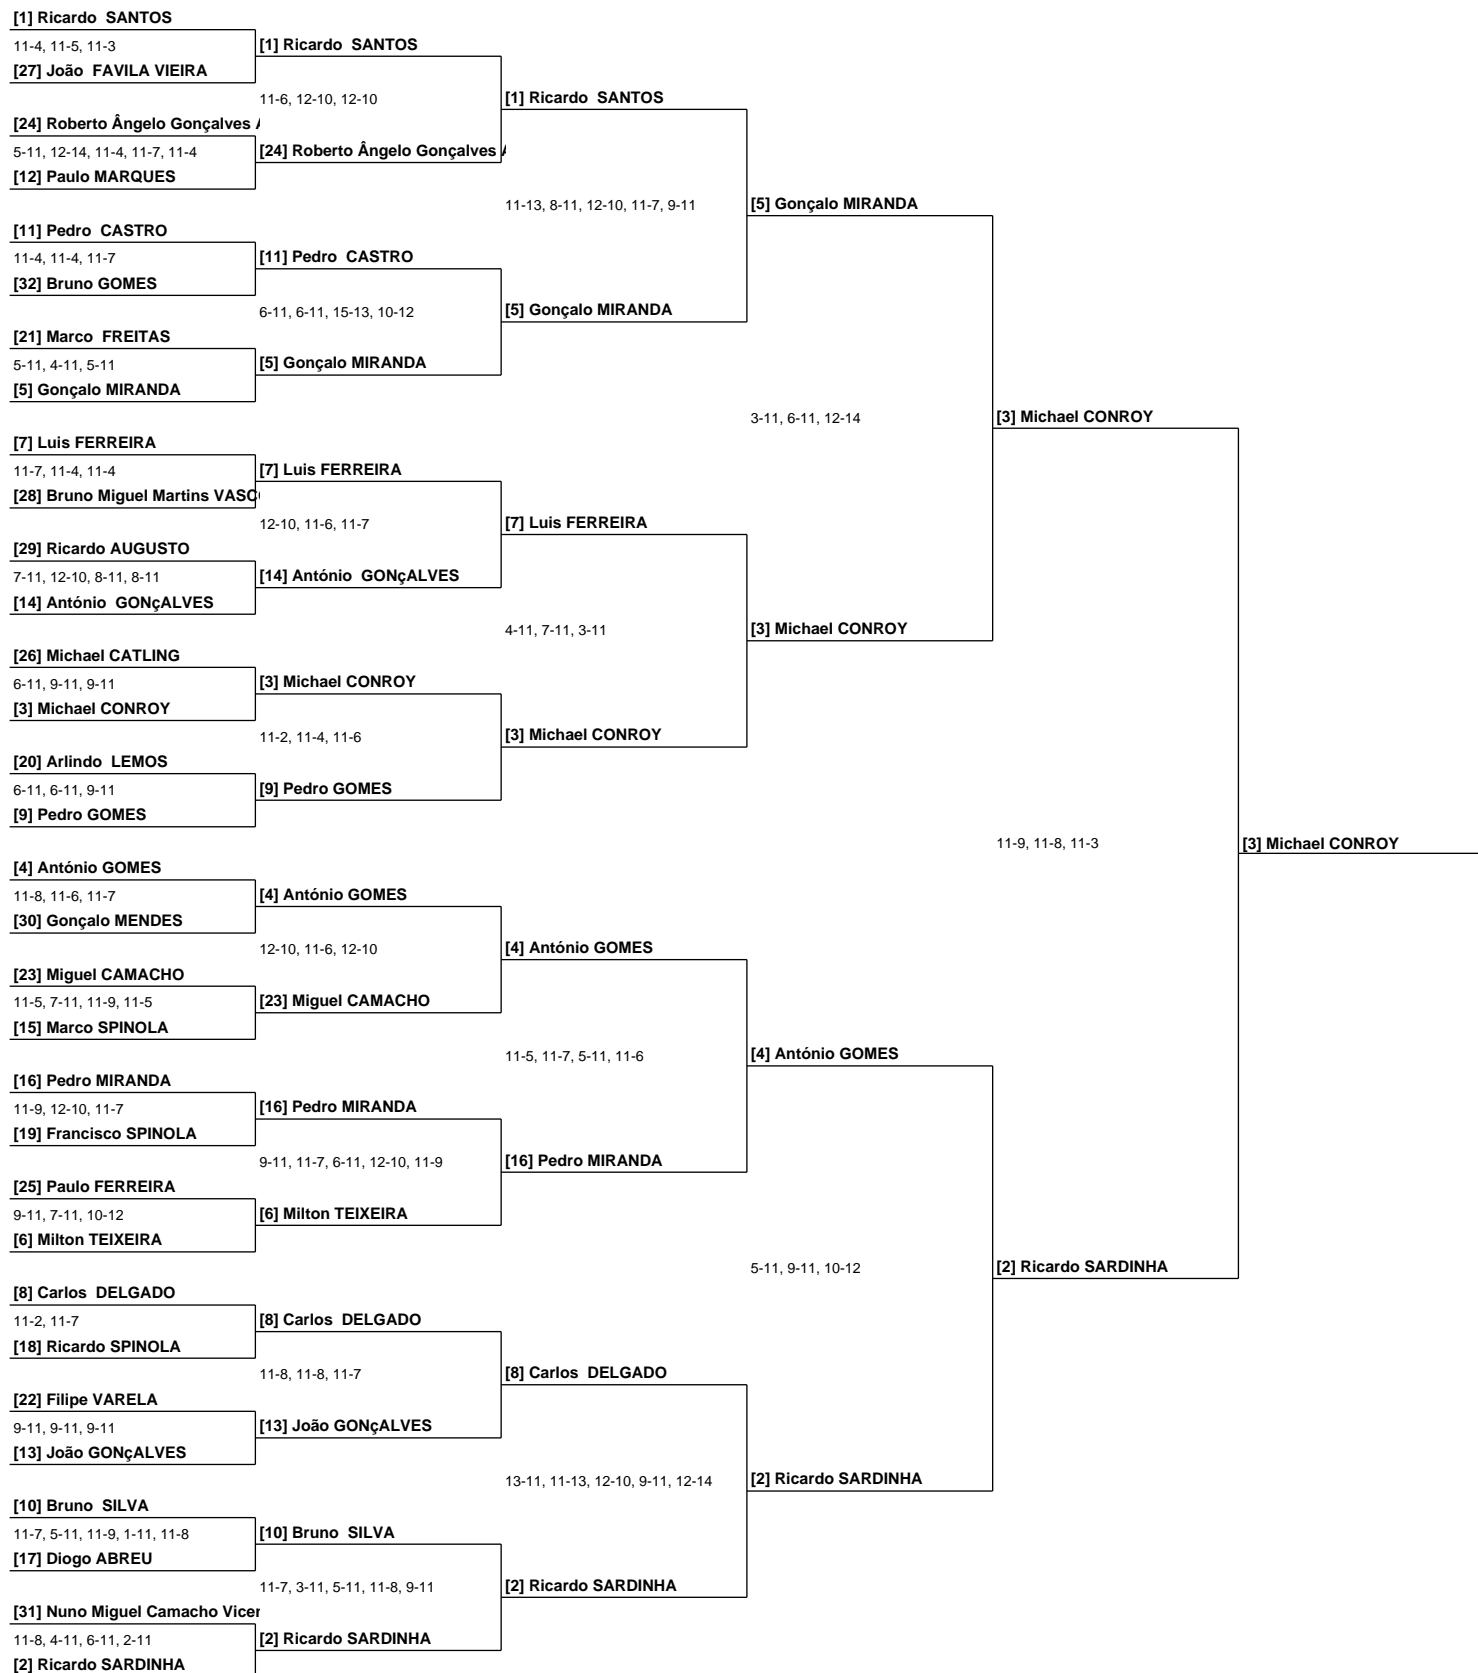 [1] Ricardo  SANTOS
11-4, 11-5, 11-3
[1] Ricardo  SANTOS
[27] João  FAVILA VIEIRA
11-6, 12-10, 12-10
[1] Ricardo  SANTOS
[24] Roberto Ângelo Gonçalves
5-11, 12-14, 11-4, 11-7, 11-4
[24] Roberto Ângelo Gonçalves
[12] Paulo MARQUES
11-13, 8-11, 12-10, 11-7, 9-11
[5] Gonçalo MIRANDA
[11] Pedro  CASTRO
11-4, 11-4, 11-7
[11] Pedro  CASTRO
[32] Bruno GOMES
6-11, 6-11, 15-13, 10-12
[5] Gonçalo MIRANDA
[21] Marco  FREITAS
5-11, 4-11, 5-11
[5] Gonçalo MIRANDA
[5] Gonçalo MIRANDA
3-11, 6-11, 12-14
[3] Michael CONROY
[7] Luis FERREIRA
11-7, 11-4, 11-4
[7] Luis FERREIRA
[28] Bruno Miguel Martins VASC
12-10, 11-6, 11-7
[7] Luis FERREIRA
[29] Ricardo AUGUSTO
7-11, 12-10, 8-11, 8-11
[14] António  GONçALVES
[14] António  GONçALVES
4-11, 7-11, 3-11
[3] Michael CONROY
[26] Michael CATLING
6-11, 9-11, 9-11
[3] Michael CONROY
[3] Michael CONROY
11-2, 11-4, 11-6
[3] Michael CONROY
[20] Arlindo  LEMOS
6-11, 6-11, 9-11
[9] Pedro GOMES
[9] Pedro GOMES
11-9, 11-8, 11-3
[3] Michael CONROY
[4] António GOMES
11-8, 11-6, 11-7
[4] António GOMES
[30] Gonçalo MENDES
12-10, 11-6, 12-10
[4] António GOMES
[23] Miguel CAMACHO
11-5, 7-11, 11-9, 11-5
[23] Miguel CAMACHO
[15] Marco SPINOLA
11-5, 11-7, 5-11, 11-6
[4] António GOMES
[16] Pedro MIRANDA
11-9, 12-10, 11-7
[16] Pedro MIRANDA
[19] Francisco SPINOLA
9-11, 11-7, 6-11, 12-10, 11-9
[16] Pedro MIRANDA
[25] Paulo FERREIRA
9-11, 7-11, 10-12
[6] Milton TEIXEIRA
[6] Milton TEIXEIRA
5-11, 9-11, 10-12
[2] Ricardo SARDINHA
[8] Carlos  DELGADO
11-2, 11-7
[8] Carlos  DELGADO
[18] Ricardo SPINOLA
11-8, 11-8, 11-7
[8] Carlos  DELGADO
[22] Filipe VARELA
9-11, 9-11, 9-11
[13] João GONçALVES
[13] João GONçALVES
13-11, 11-13, 12-10, 9-11, 12-14
[2] Ricardo SARDINHA
[10] Bruno  SILVA
11-7, 5-11, 11-9, 1-11, 11-8
[10] Bruno  SILVA
[17] Diogo ABREU
11-7, 3-11, 5-11, 11-8, 9-11
[2] Ricardo SARDINHA
[31] Nuno Miguel Camacho Vicer
11-8, 4-11, 6-11, 2-11
[2] Ricardo SARDINHA
[2] Ricardo SARDINHA